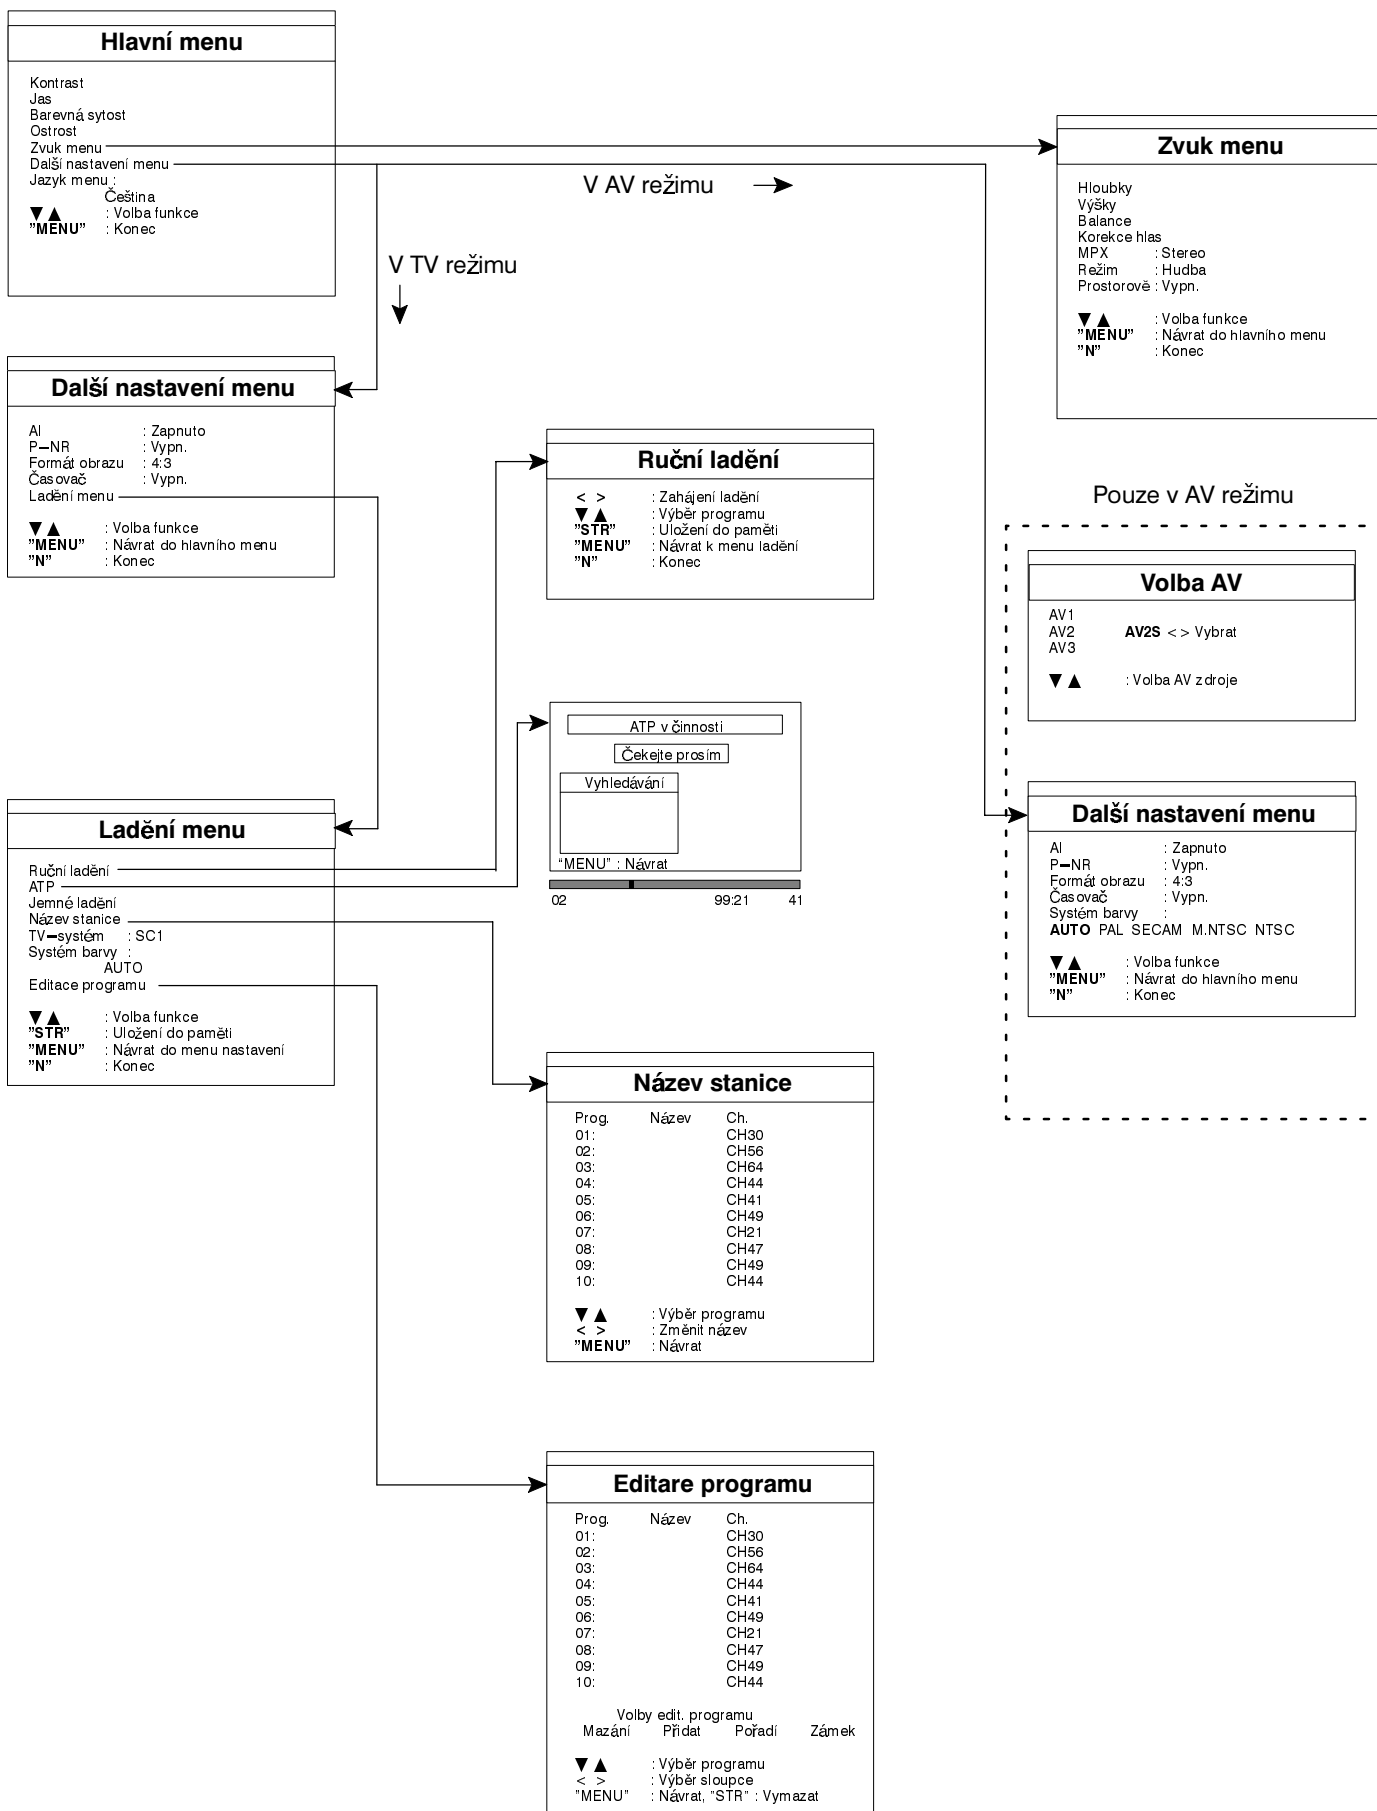 Hlavní menu
Kontrast
Jas
Barevná sytost
Ostrost
Zvuk menu
Další nastavení menu
Jazyk menu :
Čeština
▼ ▲ : Volba funkce
"MENU" : Konec
V AV režimu
V TV režimu
Zvuk menu
Hloubky
Výšky
Balance
Korekce hlas
MPX : Stereo
Režim : Hudba
Prostorově : Vypn.
▼ ▲ : Volba funkce
"MENU" : Návrat do hlavního menu
"N" : Konec
Další nastavení menu
AI : Zapnuto
P–NR : Vypn.
Formát obrazu : 4:3
Časovač : Vypn.
Ladění menu
▼ ▲ : Volba funkce
"MENU" : Návrat do hlavního menu
"N" : Konec
Ruční ladění
< > : Zahájení ladění
▼ ▲ : Výběr programu
"STR" : Uložení do paměti
"MENU" : Návrat k menu ladění
"N" : Konec
Pouze v AV režimu
Volba AV
AV1
AV2 AV2S < > Vybrat
AV3
▼ ▲ : Volba AV zdroje
ATP v činnosti
Čekejte prosím
Vyhledávání
“MENU” : Návrat
02 99:21 41
Další nastavení menu
AI : Zapnuto
P–NR : Vypn.
Formát obrazu : 4:3
Časovač : Vypn.
Systém barvy :
AUTO PAL SECAM M.NTSC NTSC
▼ ▲ : Volba funkce
"MENU" : Návrat do hlavního menu
"N" : Konec
Ladění menu
Ruční ladění
ATP
Jemné ladění
Název stanice
TV–systém : SC1
Systém barvy :
AUTO
Editace programu
▼ ▲ : Volba funkce
"STR" : Uložení do paměti
"MENU" : Návrat do menu nastavení
"N" : Konec
Název stanice
Prog. Název Ch.
01: CH30
02: CH56
03: CH64
04: CH44
05: CH41
06: CH49
07: CH21
08: CH47
09: CH49
10: CH44
▼ ▲ : Výběr programu
< > : Změnit název
"MENU" : Návrat
Editare programu
Prog. Název Ch.
01: CH30
02: CH56
03: CH64
04: CH44
05: CH41
06: CH49
07: CH21
08: CH47
09: CH49
10: CH44
Volby edit. programu
Mazání Přidat Pořadí Zámek
▼ ▲ : Výběr programu
< > : Výběr sloupce
"MENU" : Návrat, "STR" : Vymazat